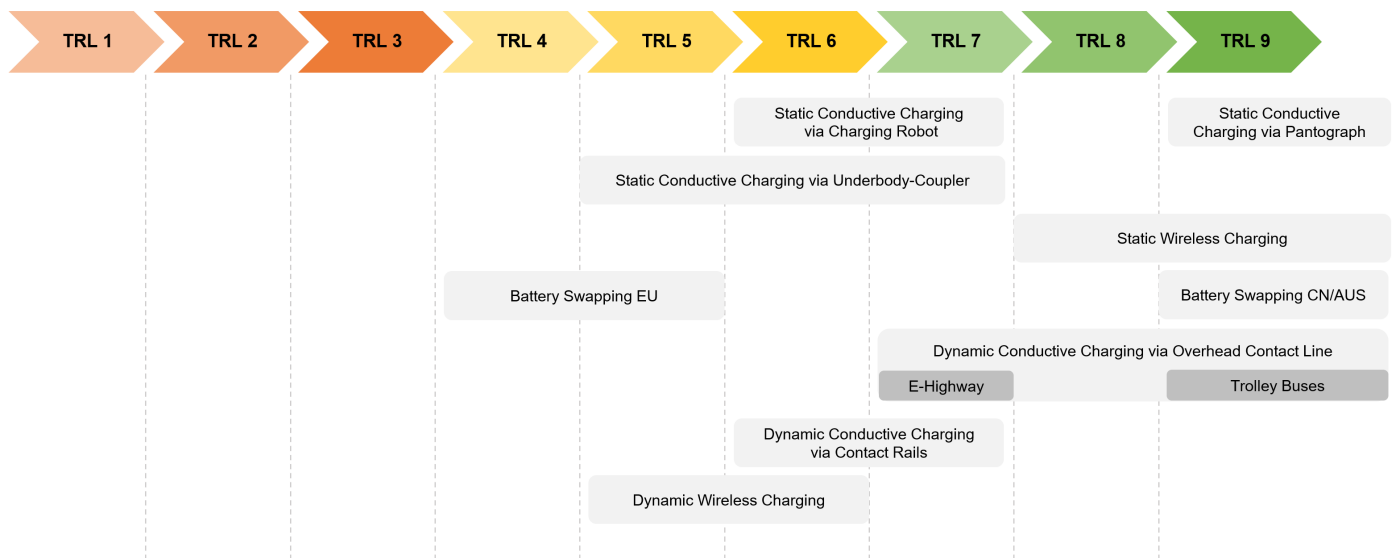 TRL 1
TRL 2
TRL 3
TRL 4
TRL 5
TRL 6
TRL 7
TRL 8
TRL 9
Static Conductive Charging
via Charging Robot
Static Conductive
Charging via Pantograph
Static Conductive Charging via Underbody-Coupler
Static Wireless Charging
Battery Swapping EU
Battery Swapping CN/AUS
Dynamic Conductive Charging via Overhead Contact Line
E-Highway
Trolley Buses
Dynamic Conductive Charging
via Contact Rails
Dynamic Wireless Charging